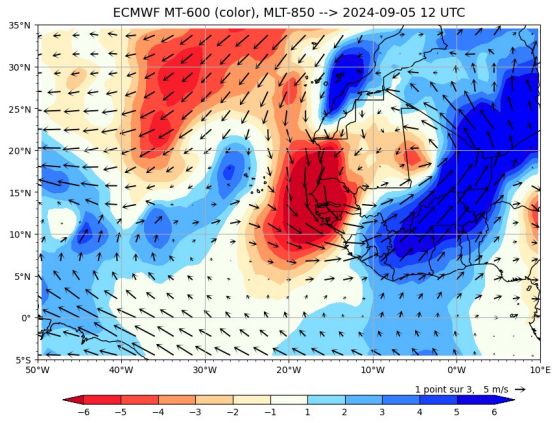 ECMWF MT-600 (color), MLT-850 --> 2024-09-05 12 UTC
35°N
30°N
25°N
20°N
15°N
10°N
5°N
0°
5°S
50°W 40°W 30°W 20°W 10°W 0°W 10°E
1 point sur 3, 5 m/s
−6 −5 −4 −3 −2 −1 1 2 3 4 5 6